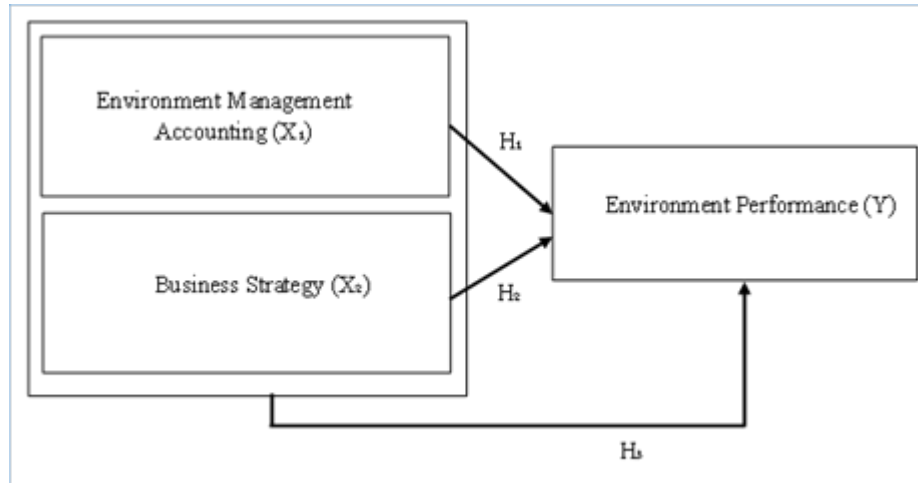 Environment Management
Accounting (X₁)
H₁
Environment Performance (Y)
Business Strategy (X₂)
H₂
H₃